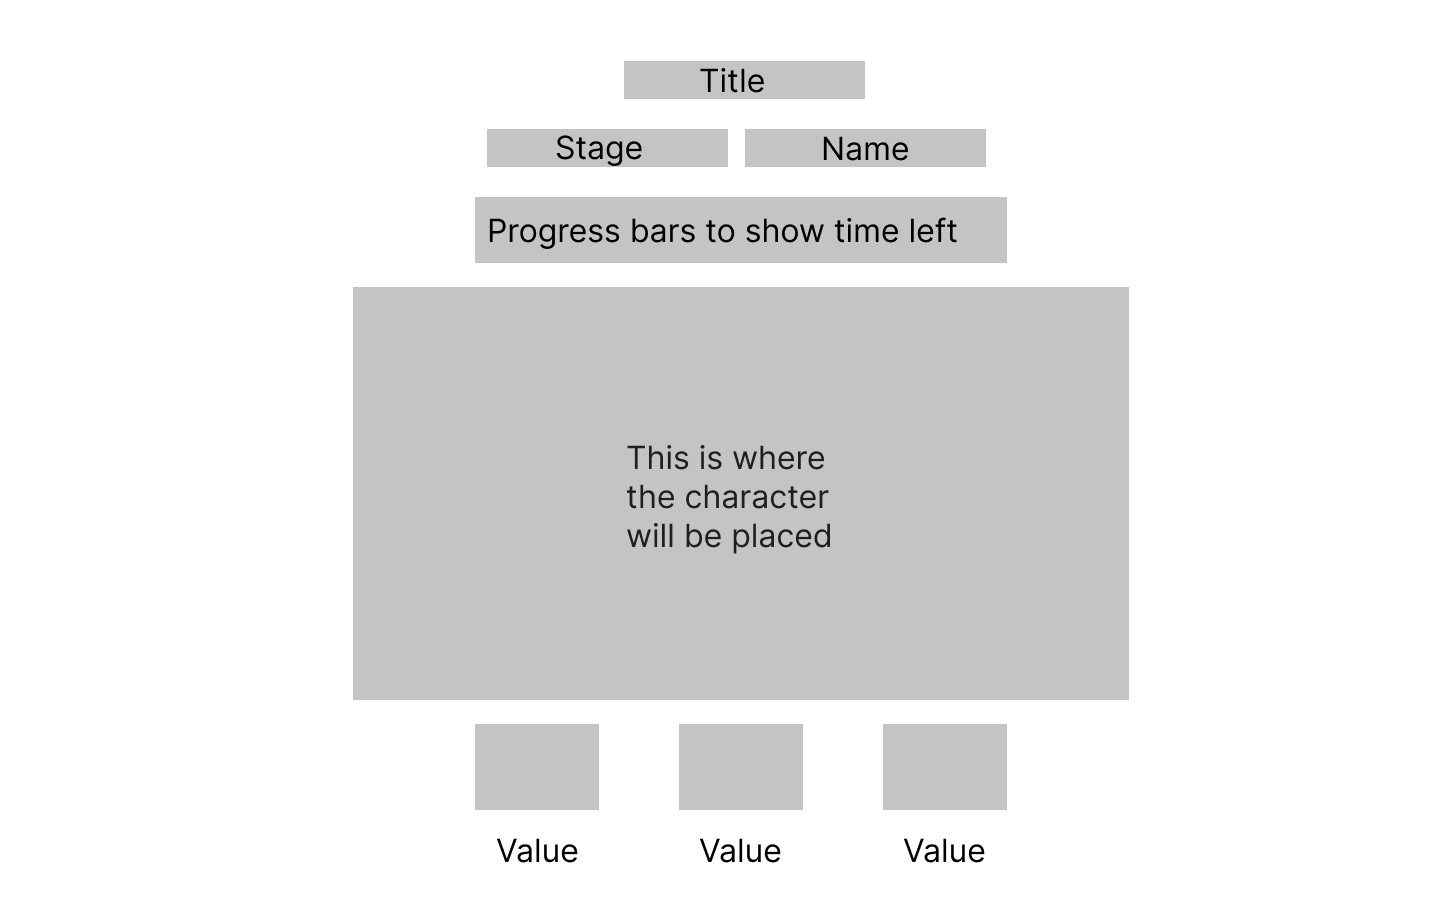 Title
Stage
Name
Progress bars to show time left
This is where
the character
will be placed
Value
Value
Value